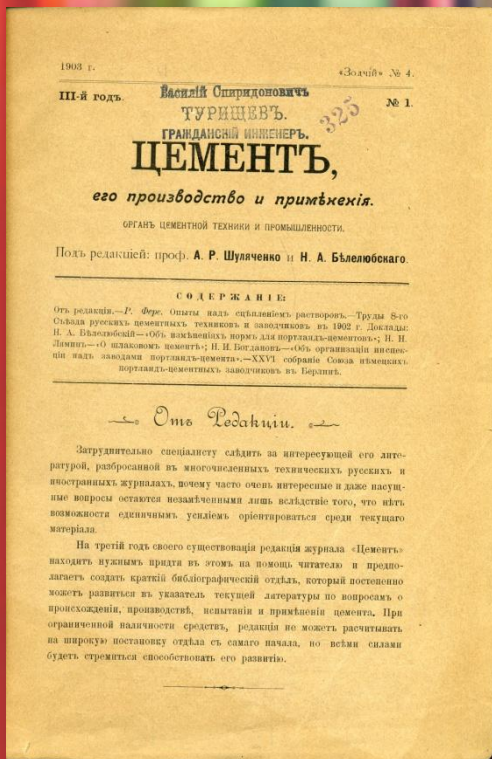 1903 г.
«Зодчій» № 4.
III-й годъ.
Василій Спиридоновичъ
ТУРИЩЕВЪ.
ГРАЖДАНСКІЙ ИНЖЕНЕРЪ.
325
№ 1.
ЦЕМЕНТЪ,
его производство и примѣненія.
ОРГАНЪ ЦЕМЕНТНОЙ ТЕХНИКИ И ПРОМЫШЛЕННОСТИ.
Подъ редакціей: проф. А. Р. Шуляченко и Н. А. Бѣлелюбскаго.
СОДЕРЖАНІЕ:
Отъ редакціи.—Р. Фере. Опыты надъ сцѣпленіемъ растворовъ.—Труды 8-го
Съѣзда русскихъ цементныхъ техниковъ и заводчиковъ въ 1902 г. Доклады:
Н. А. Бѣлелюбскій—«Объ измѣненіяхъ нормъ для портландъ-цементовъ»; Н. Н.
Ляминъ—«О шлаковомъ цементѣ»; Н. И. Богдановъ—«Объ организаціи инспек-
ціи надъ заводами портландъ-цемента».—XXVI собраніе Союза нѣмецкихъ
портландъ-цементныхъ заводчиковъ въ Берлинѣ.
Отъ Редакціи.
Затруднительно спеціалисту слѣдить за интересующей его лите-
ратурой, разбросанной въ многочисленныхъ техническихъ русскихъ и
иностранныхъ журналахъ, почему часто очень интересные и даже насущ-
ные вопросы остаются незамѣченными лишь вслѣдствіе того, что нѣтъ
возможности единичнымъ усиліемъ оріентироваться среди текущаго
матеріала.
На третій годъ своего существованія редакція журнала «Цементъ»
находитъ нужнымъ придти въ этомъ на помощь читателю и предпо-
лагаетъ создать краткій библіографическій отдѣлъ, который постепенно
можетъ развиться въ указатель текущей литературы по вопросамъ о
происхожденіи, производствѣ, испытаніи и примѣненіи цемента. При
ограниченной наличности средствъ, редакція не можетъ расчитывать
на широкую постановку отдѣла съ самаго начала, но всѣми силами
будетъ стремиться способствовать его развитію.